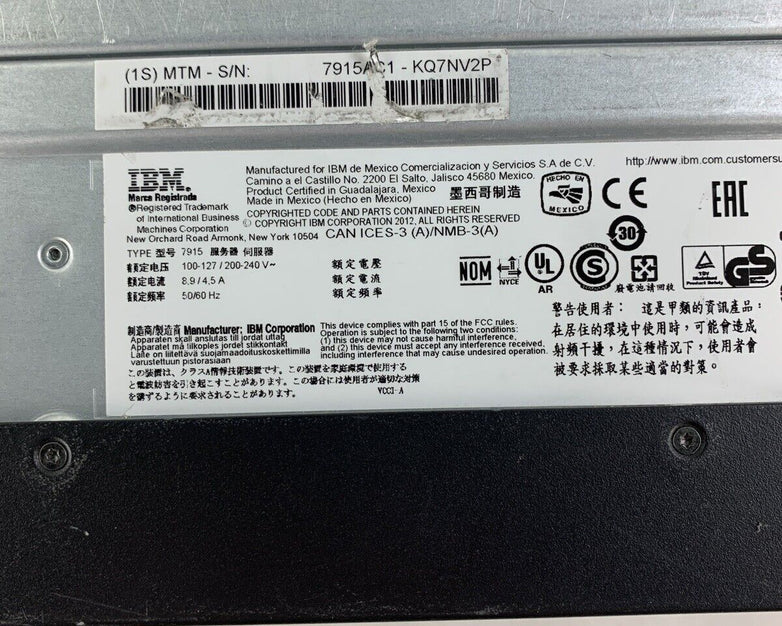 (1S) MTM - S/N: 7915AC1 - KQ7NV2P
IBM.
Marca Registrada
®Registered Trademark
of International Business
Machines Corporation
New Orchard Road Armonk, New York 10504
Manufactured for IBM de Mexico Comercializacion y Servicios S.A de C.V.
Camino a el Castillo No. 2200 El Salto, Jalisco 45680 Mexico.
Product Certified in Guadalajara, Mexico
Made in Mexico (Hecho en Mexico)
墨西哥制造
COPYRIGHTED CODE AND PARTS CONTAINED HEREIN
© COPYRIGHT IBM CORPORATION 2012, ALL RIGHTS RESERVED
CAN ICES-3 (A)/NMB-3(A)
http://www.ibm.com.customersu
HECHO EN
MEXICO
CE
EAC
30
TYPE 型号 7915 服务器 伺服器
额定电压 100-127 / 200-240 V~ 額定電壓
额定电流 8.9 / 4.5 A 額定電流
额定频率 50/60 Hz 額定頻率
NOM
NYCE
UL
AR
S
廢電池請回收
GS
制造商/製造商 Manufacturer: IBM Corporation
Apparaten skall anslutas till jordat uttag
Apparatet må tilkoples jordet stikkontakt
Laite on liitettävä suojamaadoituskoskettimilla
varustettuun pistorasiaan
This device complies with part 15 of the FCC rules.
Operation is subject to the following two conditions:
(1) this device may not cause harmful interference,
and (2) this device must accept any interference received,
including interference that may cause undesired operation.
この装置は、クラスA情報技術装置です。この装置を家庭環境で使用する
と電波妨害を引き起こすことがあります。この場合には使用者が適切な対策
を講ずるように要求されることがあります。 VCCI-A
警告使用者： 這是甲類的資訊產品：
在居住的環境中使用時，可能會造成
射頻干擾，在這種情況下，使用者會
被要求採取某些適當的對策。